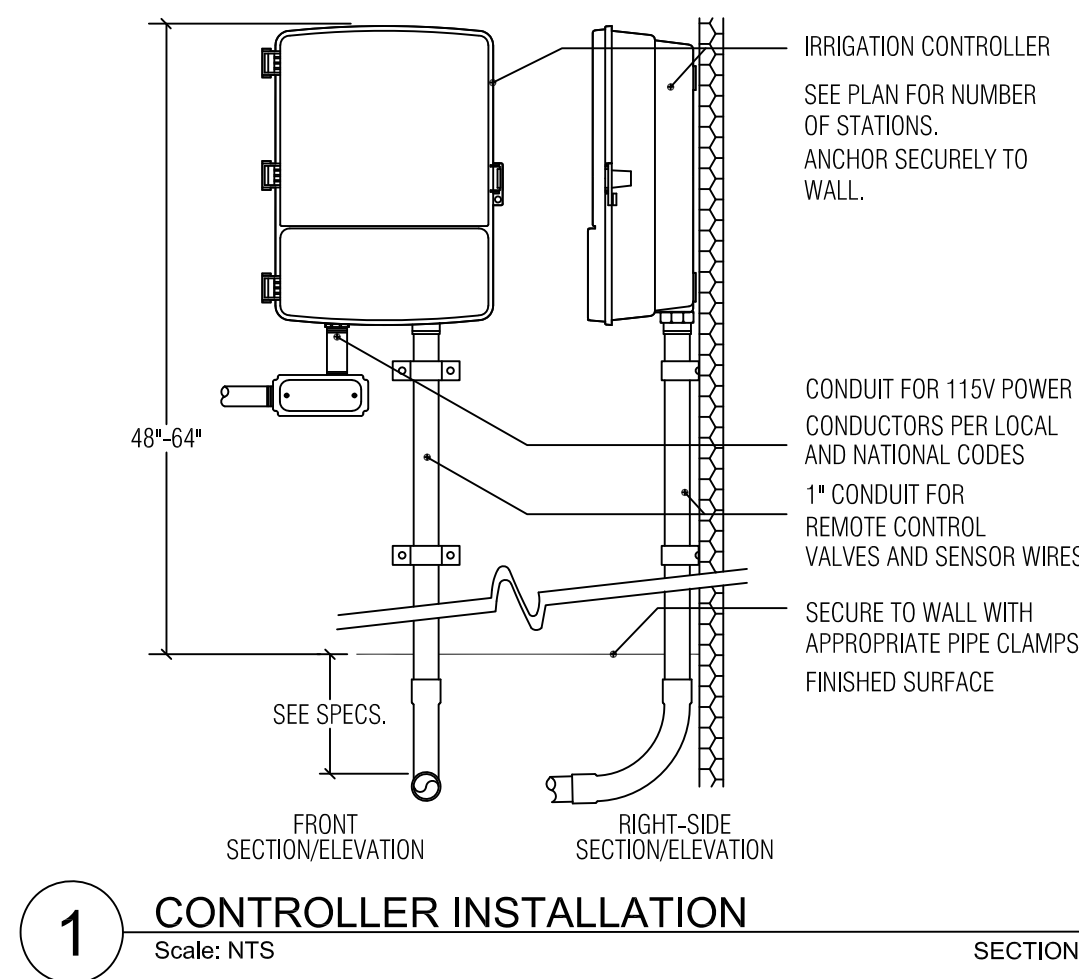 IRRIGATION CONTROLLER
SEE PLAN FOR NUMBER
OF STATIONS.
ANCHOR SECURELY TO
WALL.
CONDUIT FOR 115V POWER
CONDUCTORS PER LOCAL
AND NATIONAL CODES
48"-64"
1" CONDUIT FOR
REMOTE CONTROL
VALVES AND SENSOR WIRES
SECURE TO WALL WITH
APPROPRIATE PIPE CLAMPS
FINISHED SURFACE
SEE SPECS.
FRONT
SECTION/ELEVATION
RIGHT-SIDE
SECTION/ELEVATION
1
CONTROLLER INSTALLATION
Scale: NTS
SECTION